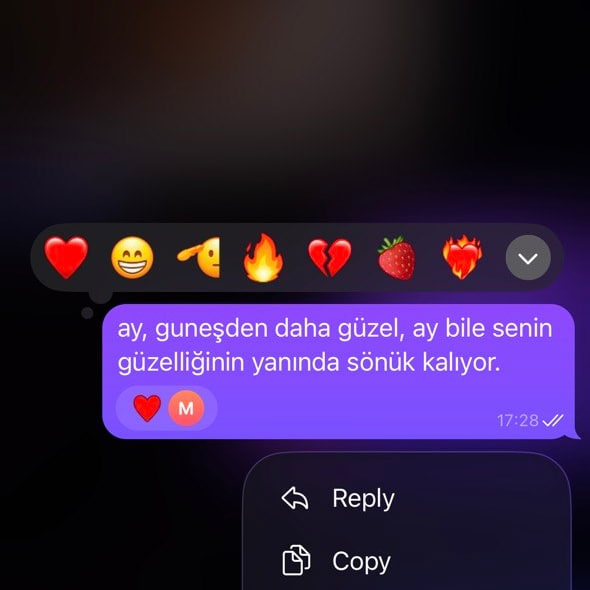 ay, guneşden daha güzel, ay bile senin
güzelliğinin yanında sönük kalıyor.
M
17:28
Reply
Copy